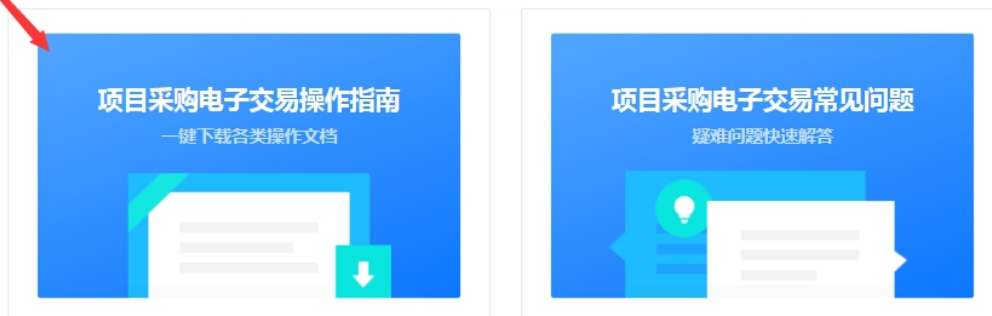 项目采购电子交易操作指南
一键下载各类操作文档
项目采购电子交易常见问题
疑难问题快速解答